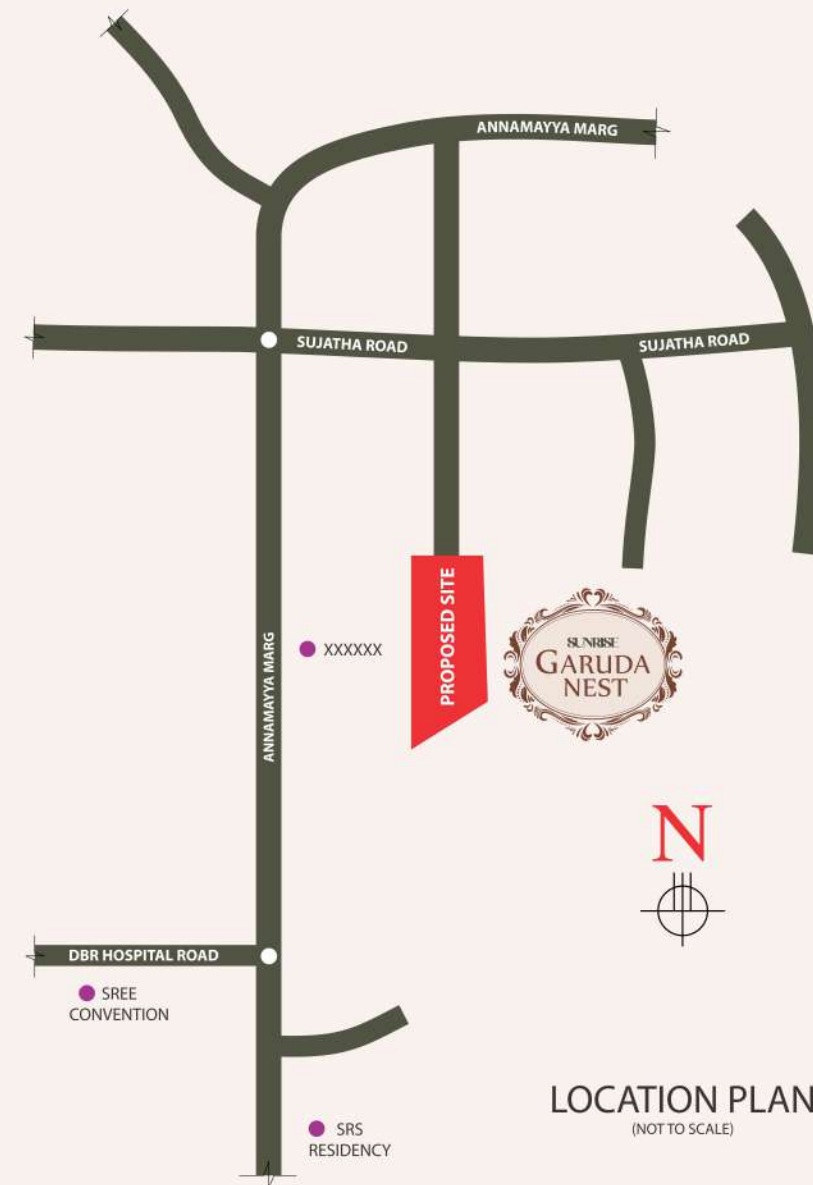 ANNAMAYYA MARG
SUJATHA ROAD
SUJATHA ROAD
PROPOSED SITE
ANNAMAYYA MARG
XXXXXX
SUNRISE
GARUDA
NEST
N
DBR HOSPITAL ROAD
SREE
CONVENTION
SRS
RESIDENCY
LOCATION PLAN
(NOT TO SCALE)